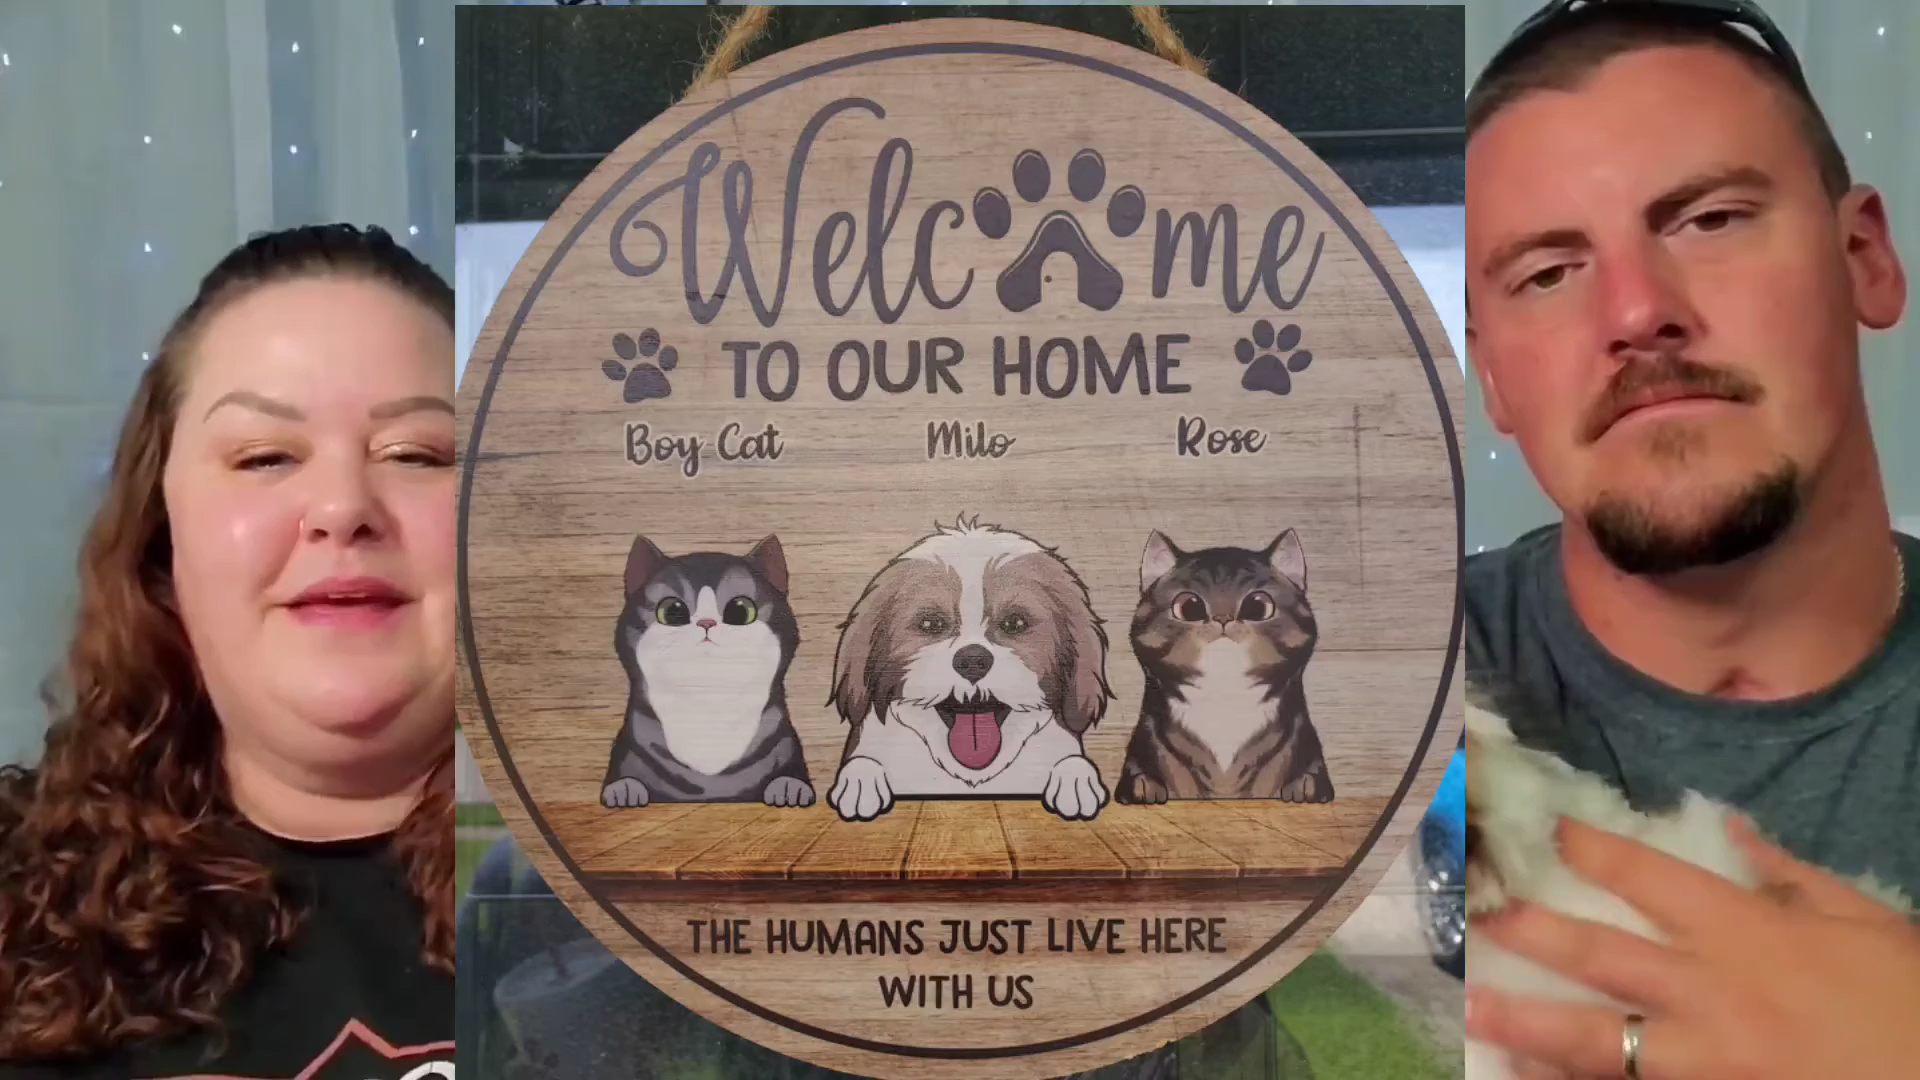 Welcome
TO OUR HOME
Boy Cat Milo Rose
THE HUMANS JUST LIVE HERE
WITH US